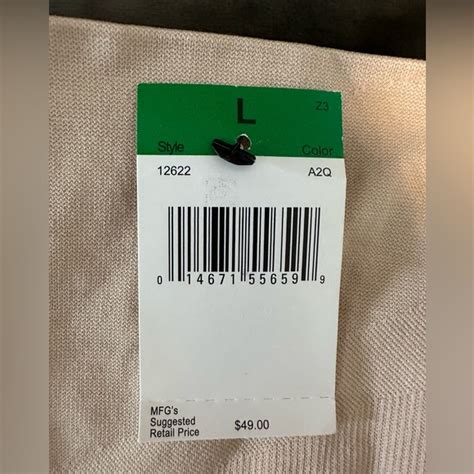 L Z3
Style Color
12622 A2Q
0 14671 55659 9
MFG's
Suggested
Retail Price $49.00